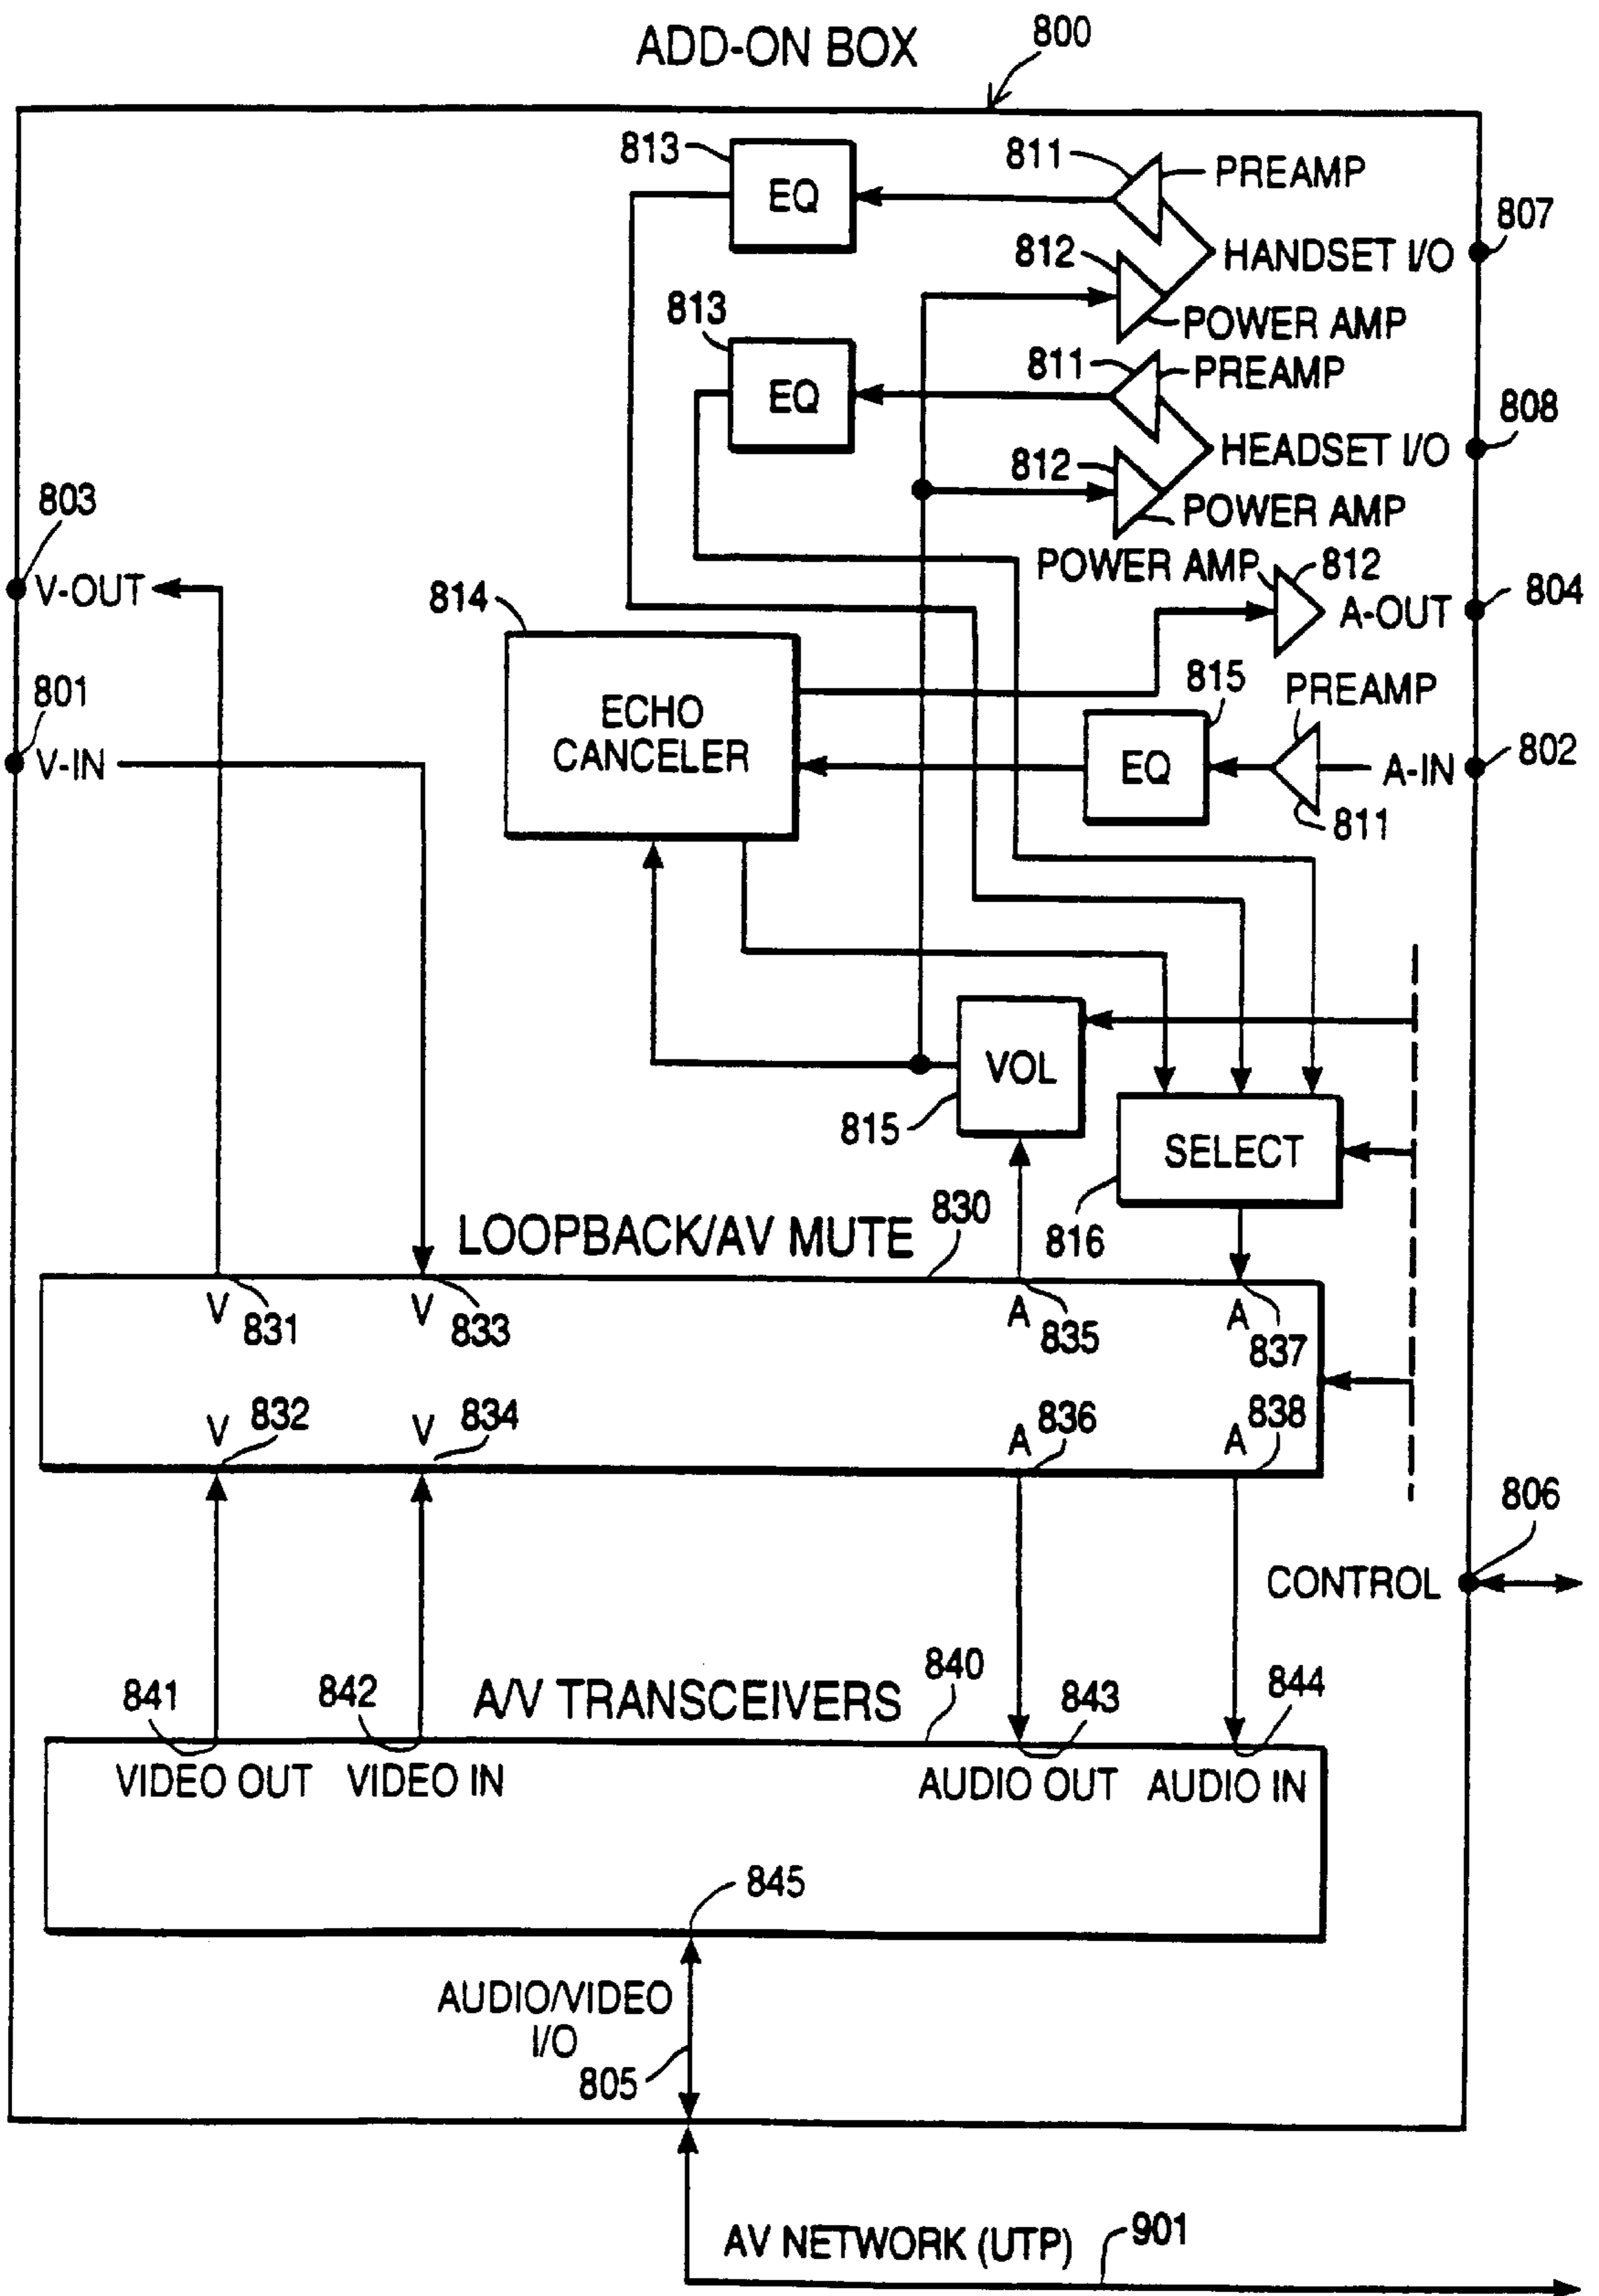 ADD-ON BOX
800
813
EQ
811
PREAMP
807
812
HANDSET I/O
POWER AMP
813
EQ
811
PREAMP
808
812
HEADSET I/O
POWER AMP
803
V-OUT
POWER AMP
812
A-OUT
804
814
801
V-IN
ECHO
CANCELER
815
PREAMP
EQ
A-IN
802
811
VOL
815
SELECT
816
LOOPBACK/AV MUTE
830
V
831
V
833
A
835
A
837
V
832
V
834
A
836
A
838
806
CONTROL
A/V TRANSCEIVERS
840
841
842
843
844
VIDEO OUT
VIDEO IN
AUDIO OUT
AUDIO IN
845
AUDIO/VIDEO
I/O
805
AV NETWORK (UTP)
901